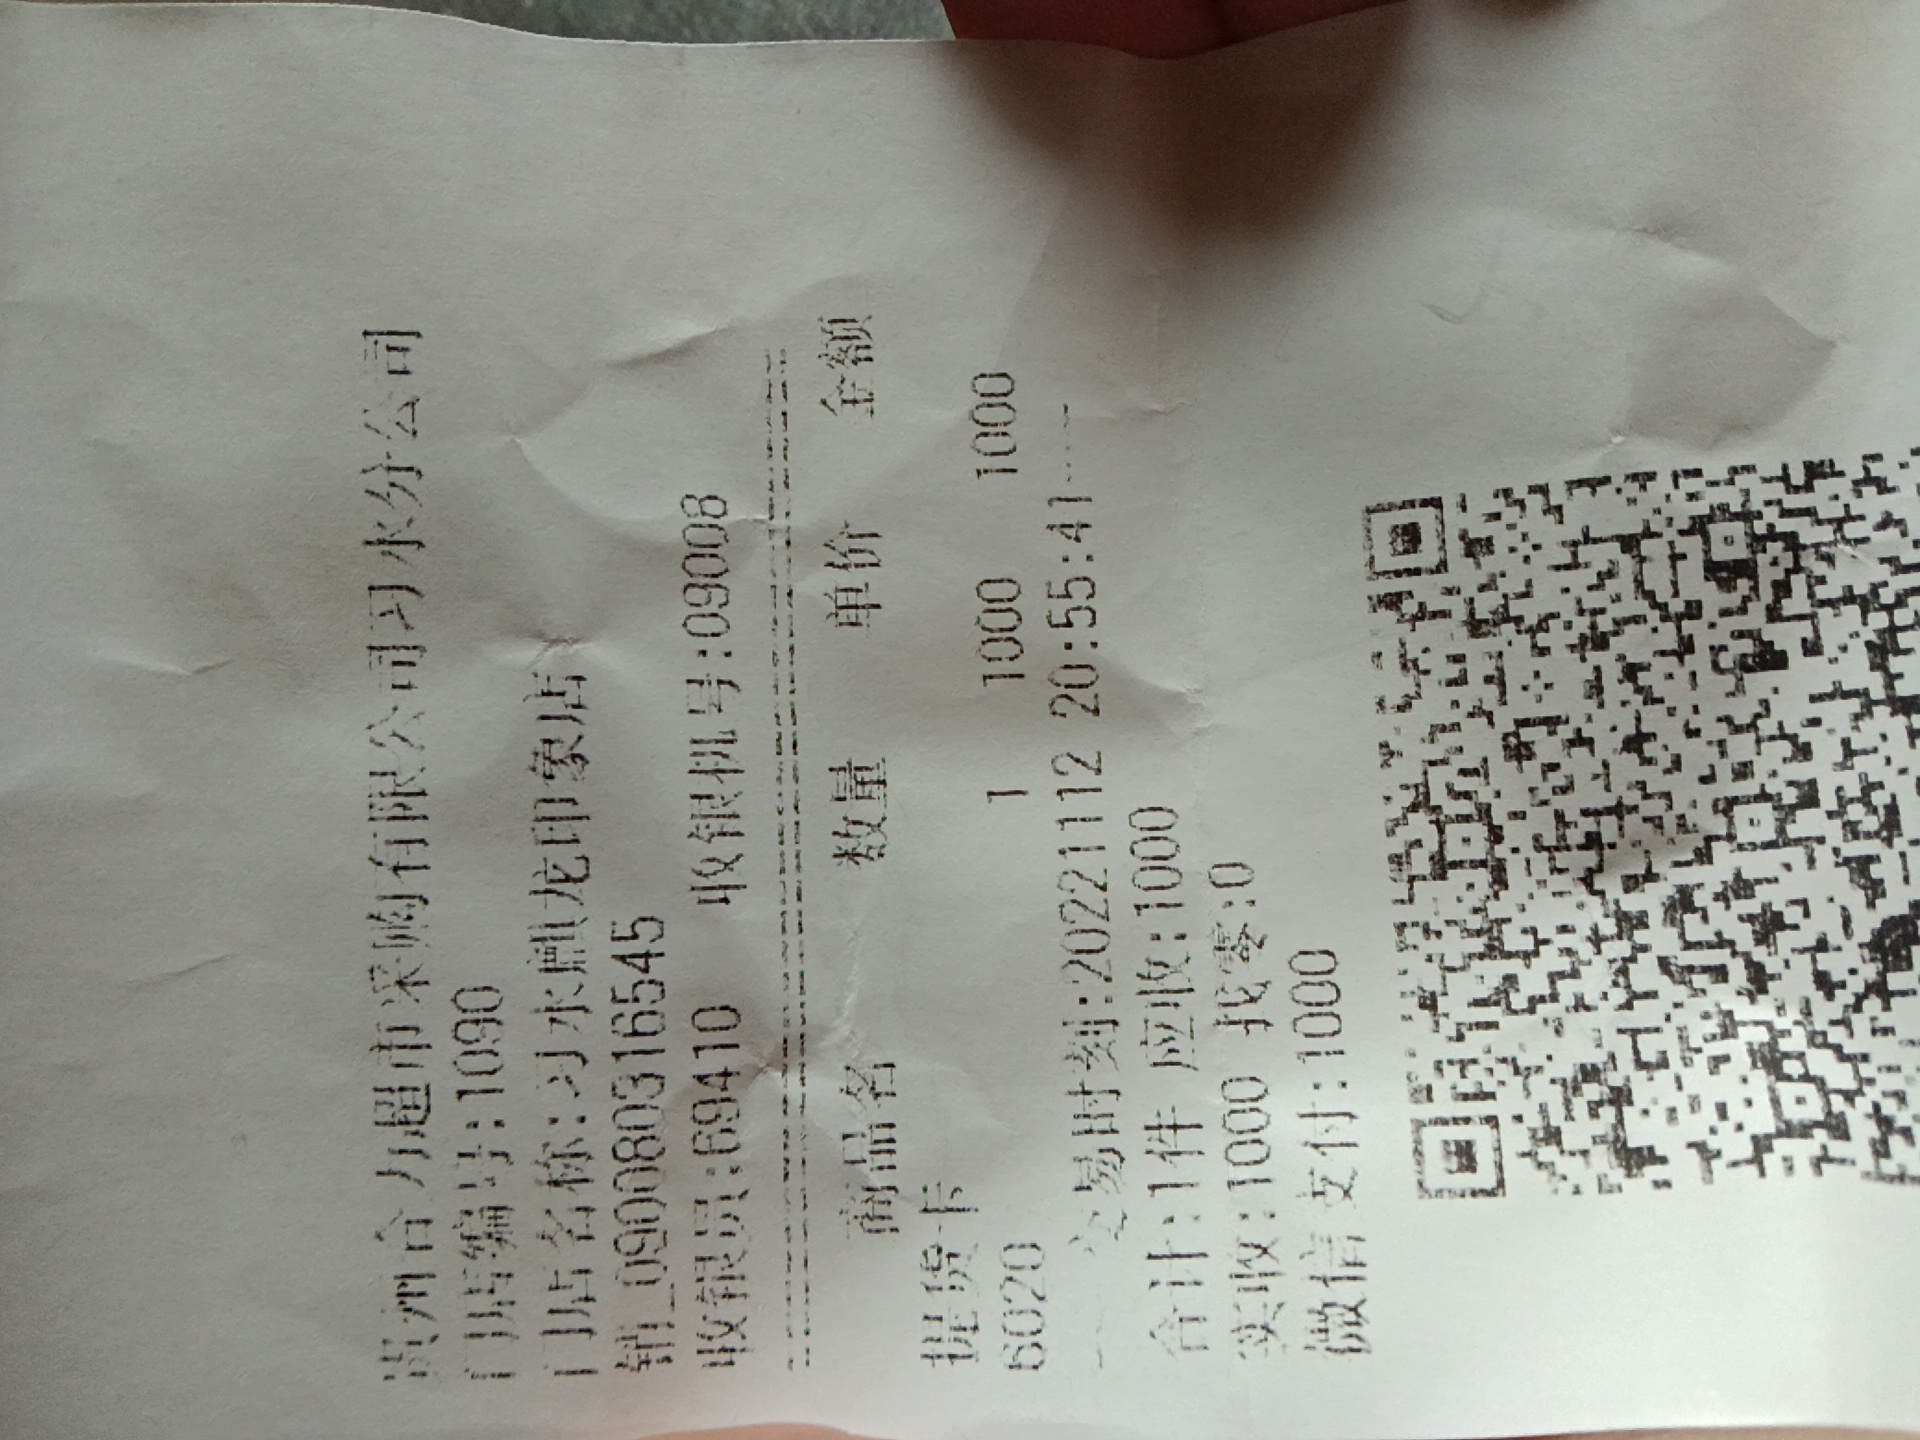 贵州合力超市采购有限公司习水分公司
门店编号:1090
门店名称:习水麒龙印象店
销_0900803165​45
收银员:69410 收银机号:09008
商品名 数量 单价 金额
提货卡
6020 1 1000 1000
交易时刻:20221112 20:55:41
合计:1件 应收:1000
实收:1000 找零:0
微信支付:1000